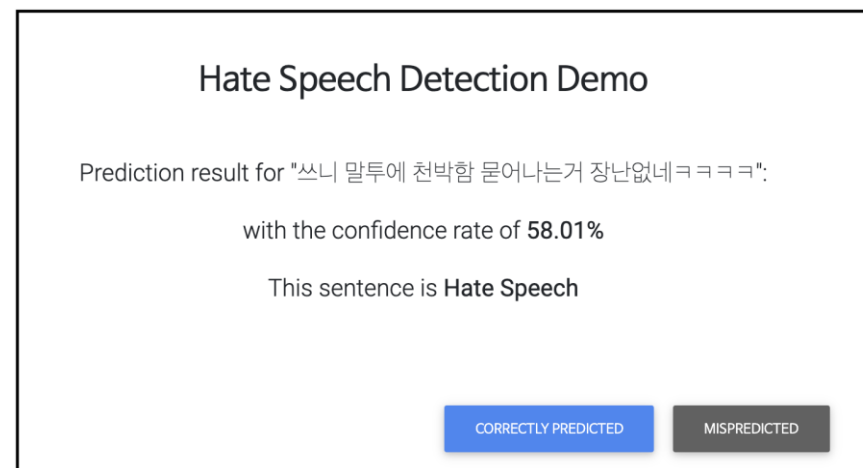 Hate Speech Detection Demo
Prediction result for "쓰니 말투에 천박함 묻어나는거 장난없네ㅋㅋㅋㅋ":
with the confidence rate of 58.01%
This sentence is Hate Speech
CORRECTLY PREDICTED
MISPREDICTED